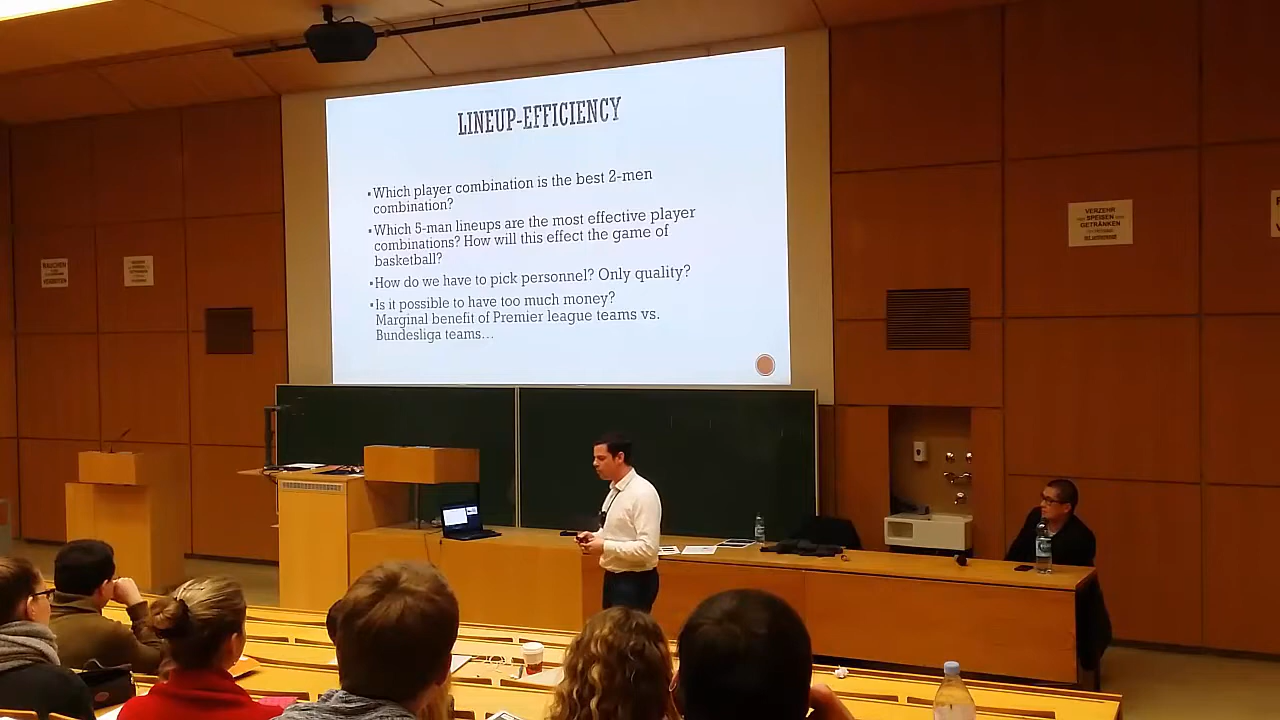 LINEUP-EFFICIENCY
▪Which player combination is the best 2-men
combination?
▪Which 5-man lineups are the most effective player
combinations? How will this effect the game of
basketball?
▪How do we have to pick personnel? Only quality?
▪Is it possible to have too much money?
Marginal benefit of Premier league teams vs.
Bundesliga teams…
VERZEHR
SPEISEN
GETRÄNKEN
RAUCHEN
VERBOTEN